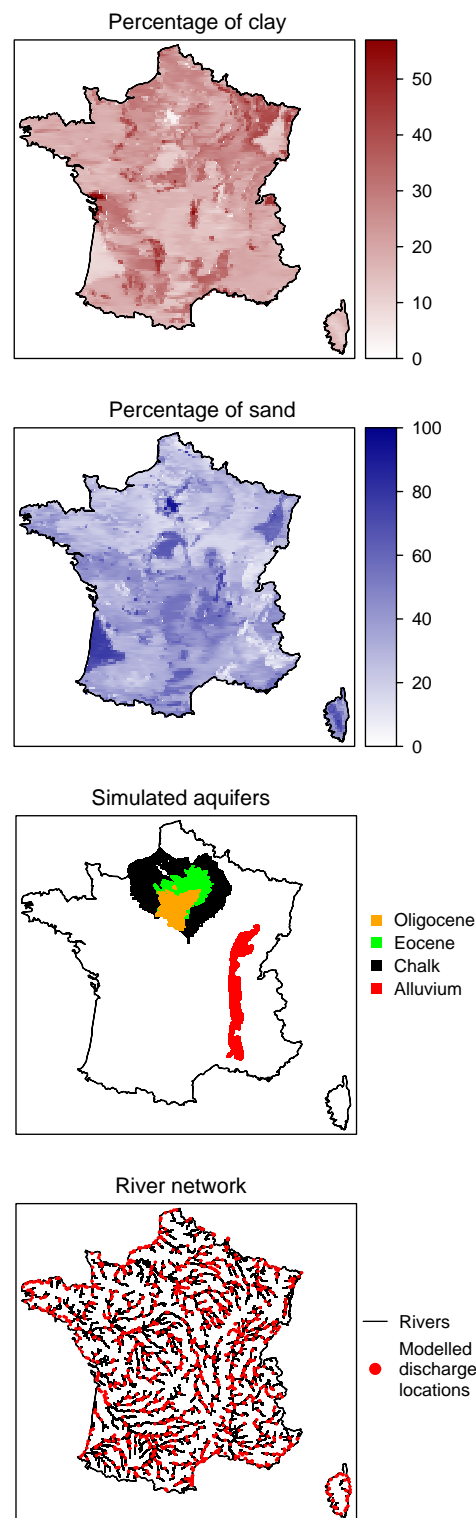 Percentage of clay
50
40
30
20
10
0
Percentage of sand
100
80
60
40
20
0
Simulated aquifers
Oligocene
Eocene
Chalk
Alluvium
River network
Rivers
Modelled
discharge
locations